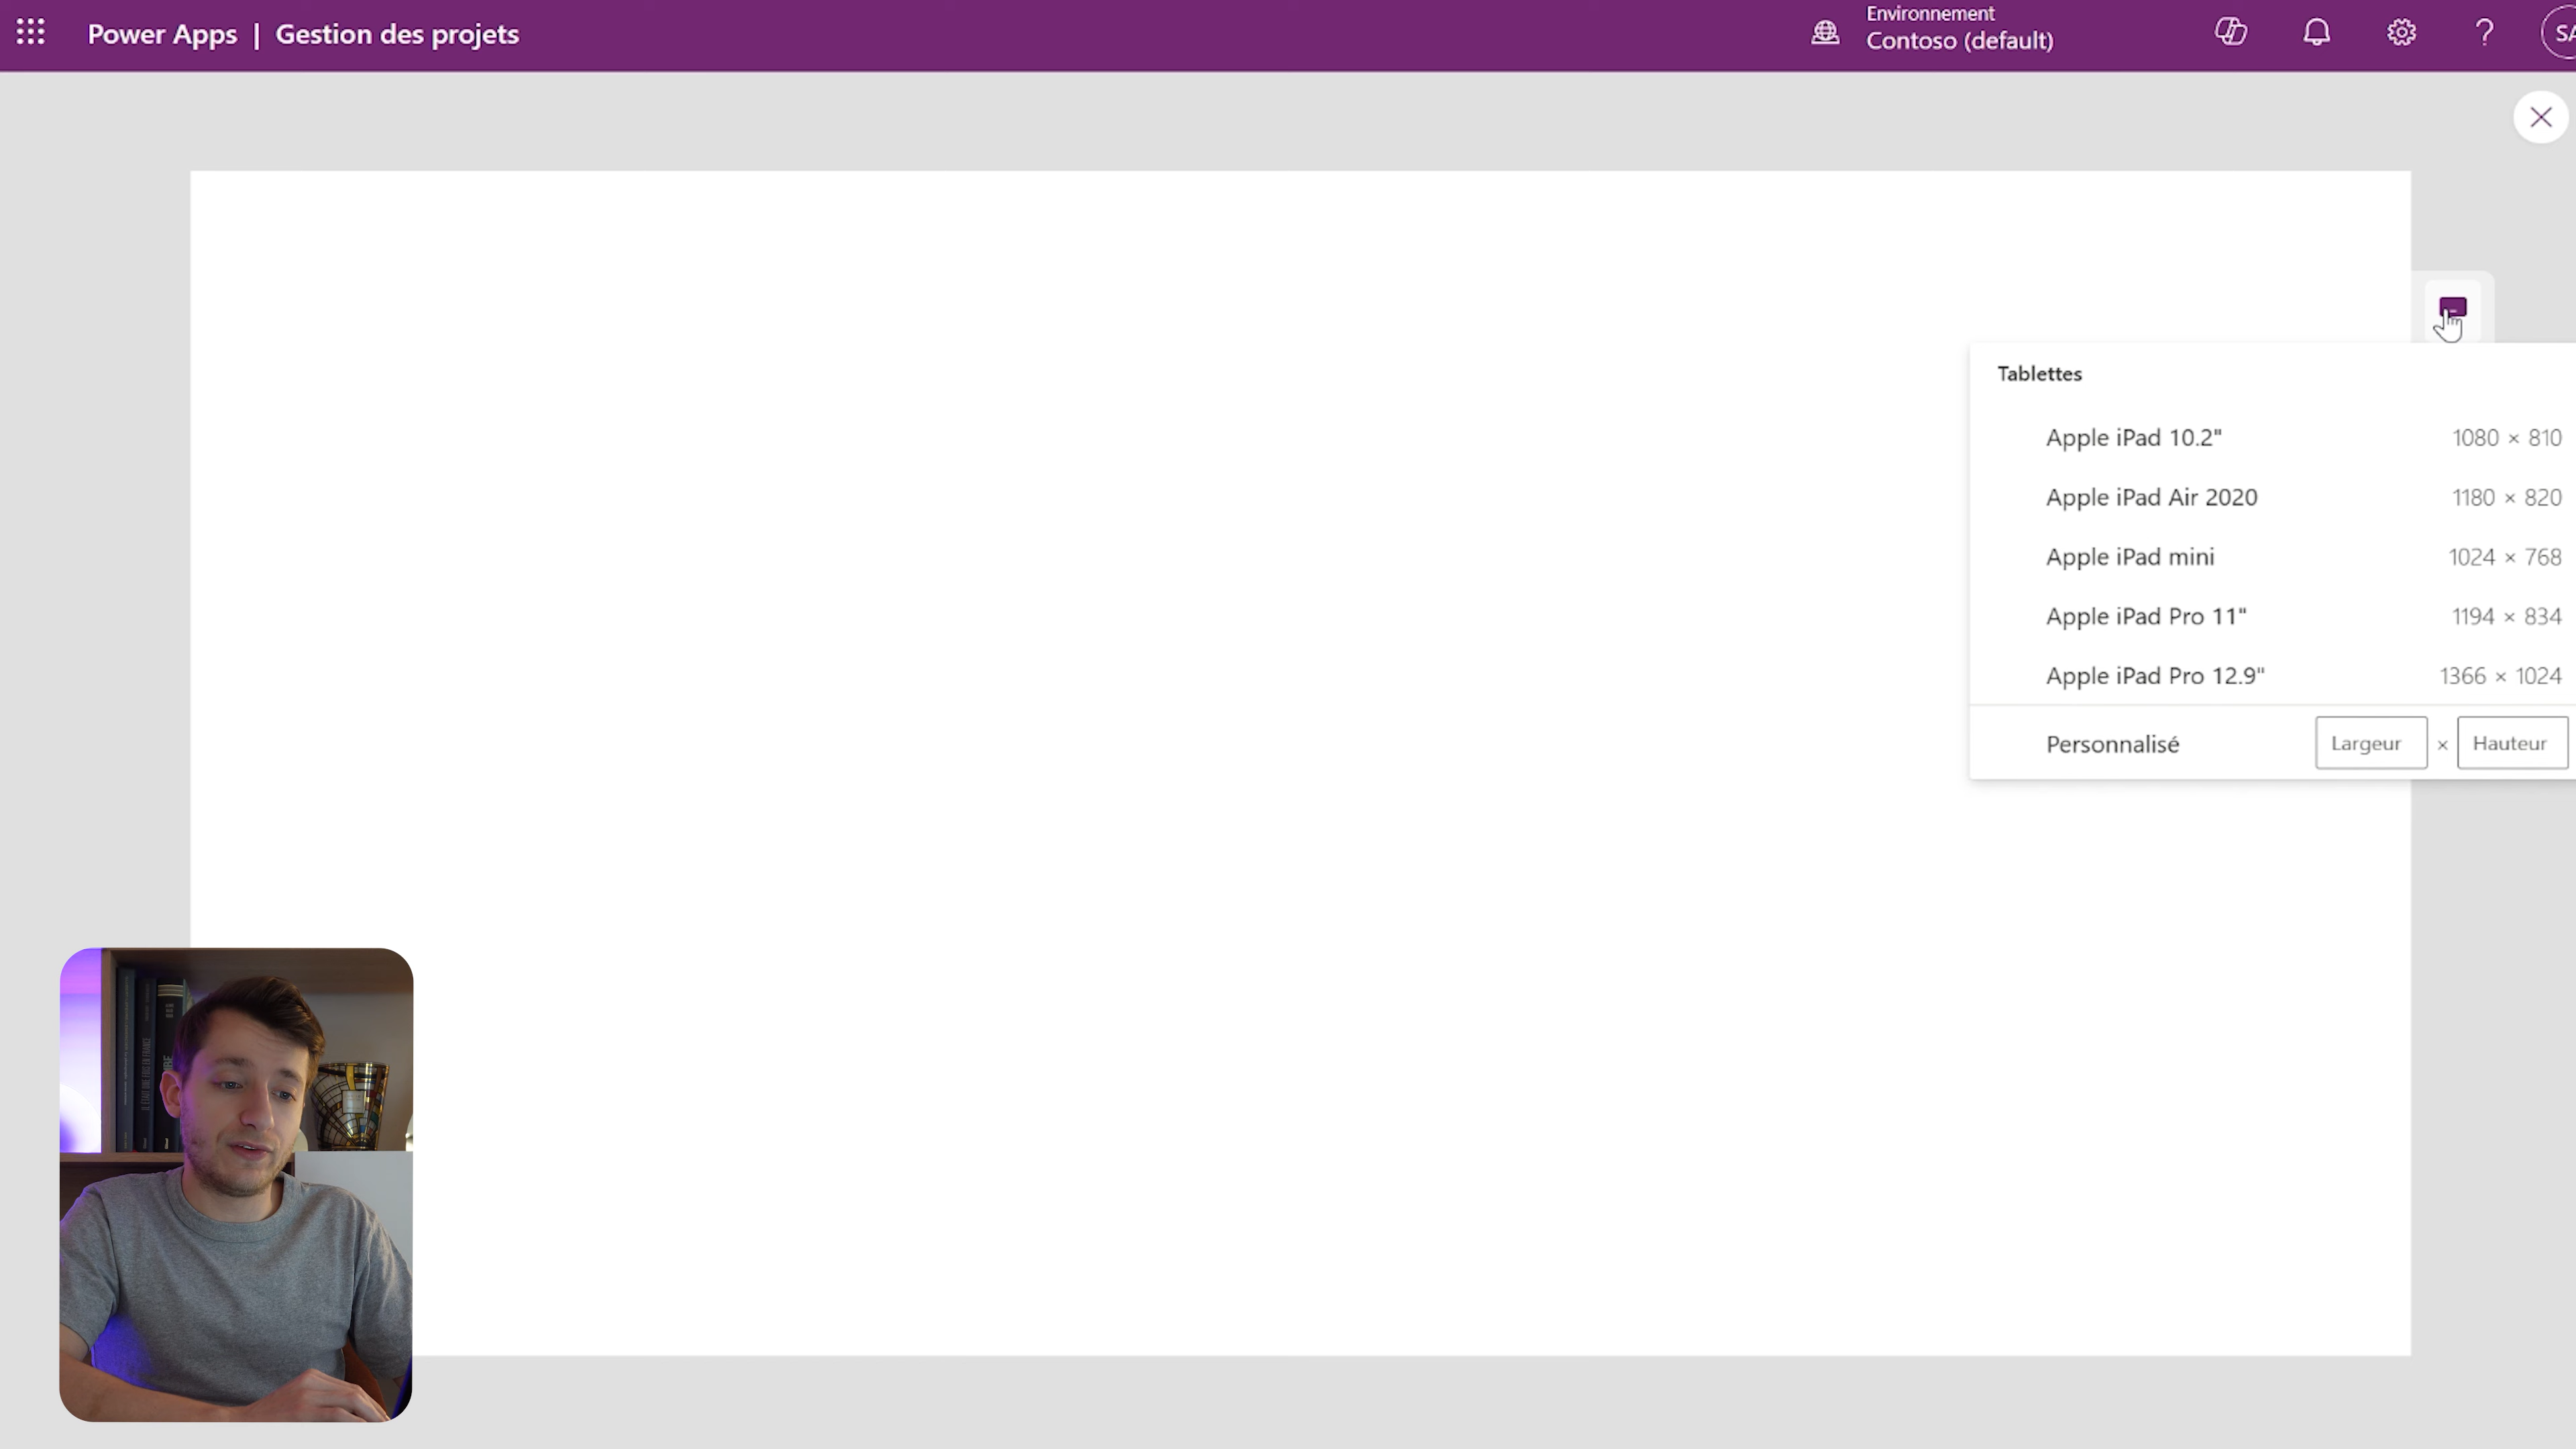 Power Apps | Gestion des projets
Environnement
Contoso (default)
SA
Tablettes
Apple iPad 10.2" 1080 × 810
Apple iPad Air 2020 1180 × 820
Apple iPad mini 1024 × 768
Apple iPad Pro 11" 1194 × 834
Apple iPad Pro 12.9" 1366 × 1024
Personnalisé Largeur × Hauteur